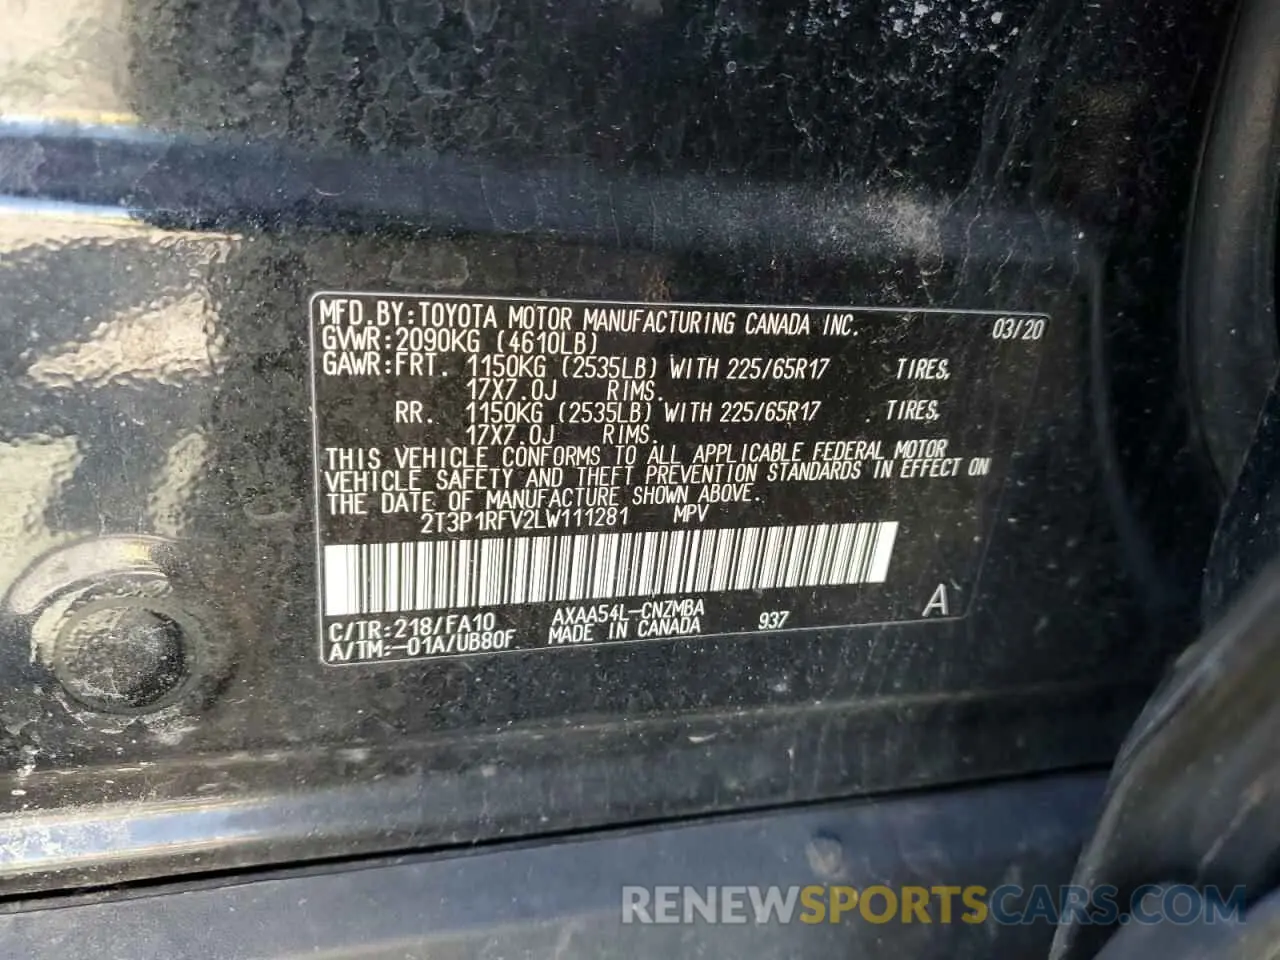 MFD.BY:TOYOTA MOTOR MANUFACTURING CANADA INC. 03/20
GVWR:2090KG (4610LB)
GAWR:FRT. 1150KG (2535LB) WITH 225/65R17 TIRES,
17X7.0J RIMS.
RR. 1150KG (2535LB) WITH 225/65R17 TIRES,
17X7.0J RIMS.
THIS VEHICLE CONFORMS TO ALL APPLICABLE FEDERAL MOTOR
VEHICLE SAFETY AND THEFT PREVENTION STANDARDS IN EFFECT ON
THE DATE OF MANUFACTURE SHOWN ABOVE.
2T3P1RFV2LW111281 MPV
C/TR:218/FA10 AXAA54L-CNZMBA 937 A
A/TM:-01A/UB80F MADE IN CANADA
RENEWSPORTSCARS.COM